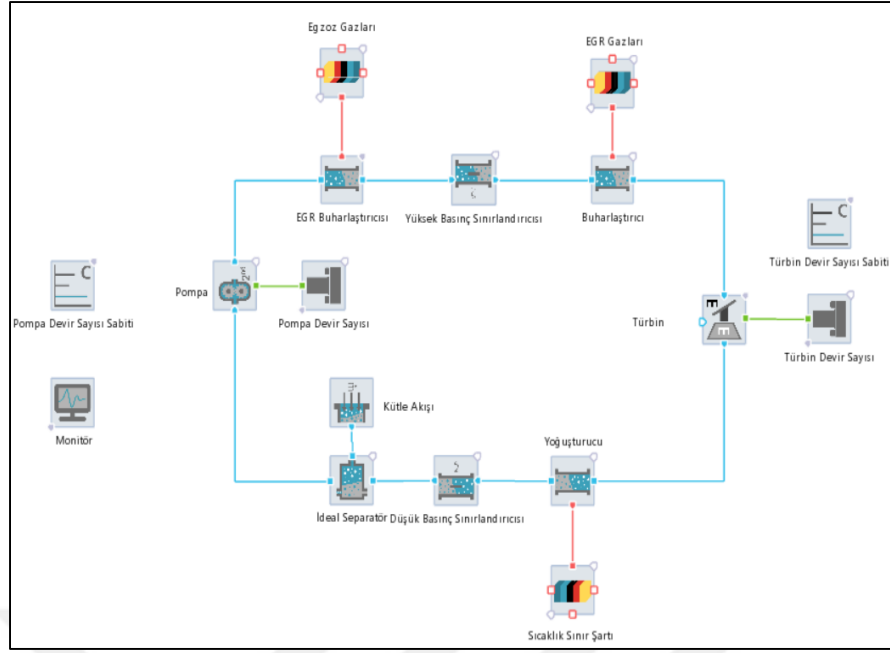 Egzoz Gazları
EGR Gazları
EGR Buharlaştırıcısı
Yüksek Basınç Sınırlandırıcısı
Buharlaştırıcı
C
Türbin Devir Sayısı Sabiti
C
Pompa Devir Sayısı Sabiti
Pompa
Pompa Devir Sayısı
Türbin
E
E
Türbin Devir Sayısı
Monitör
Kütle Akışı
Yoğuşturucu
İdeal Separatör
Düşük Basınç Sınırlandırıcısı
Sıcaklık Sınır Şartı